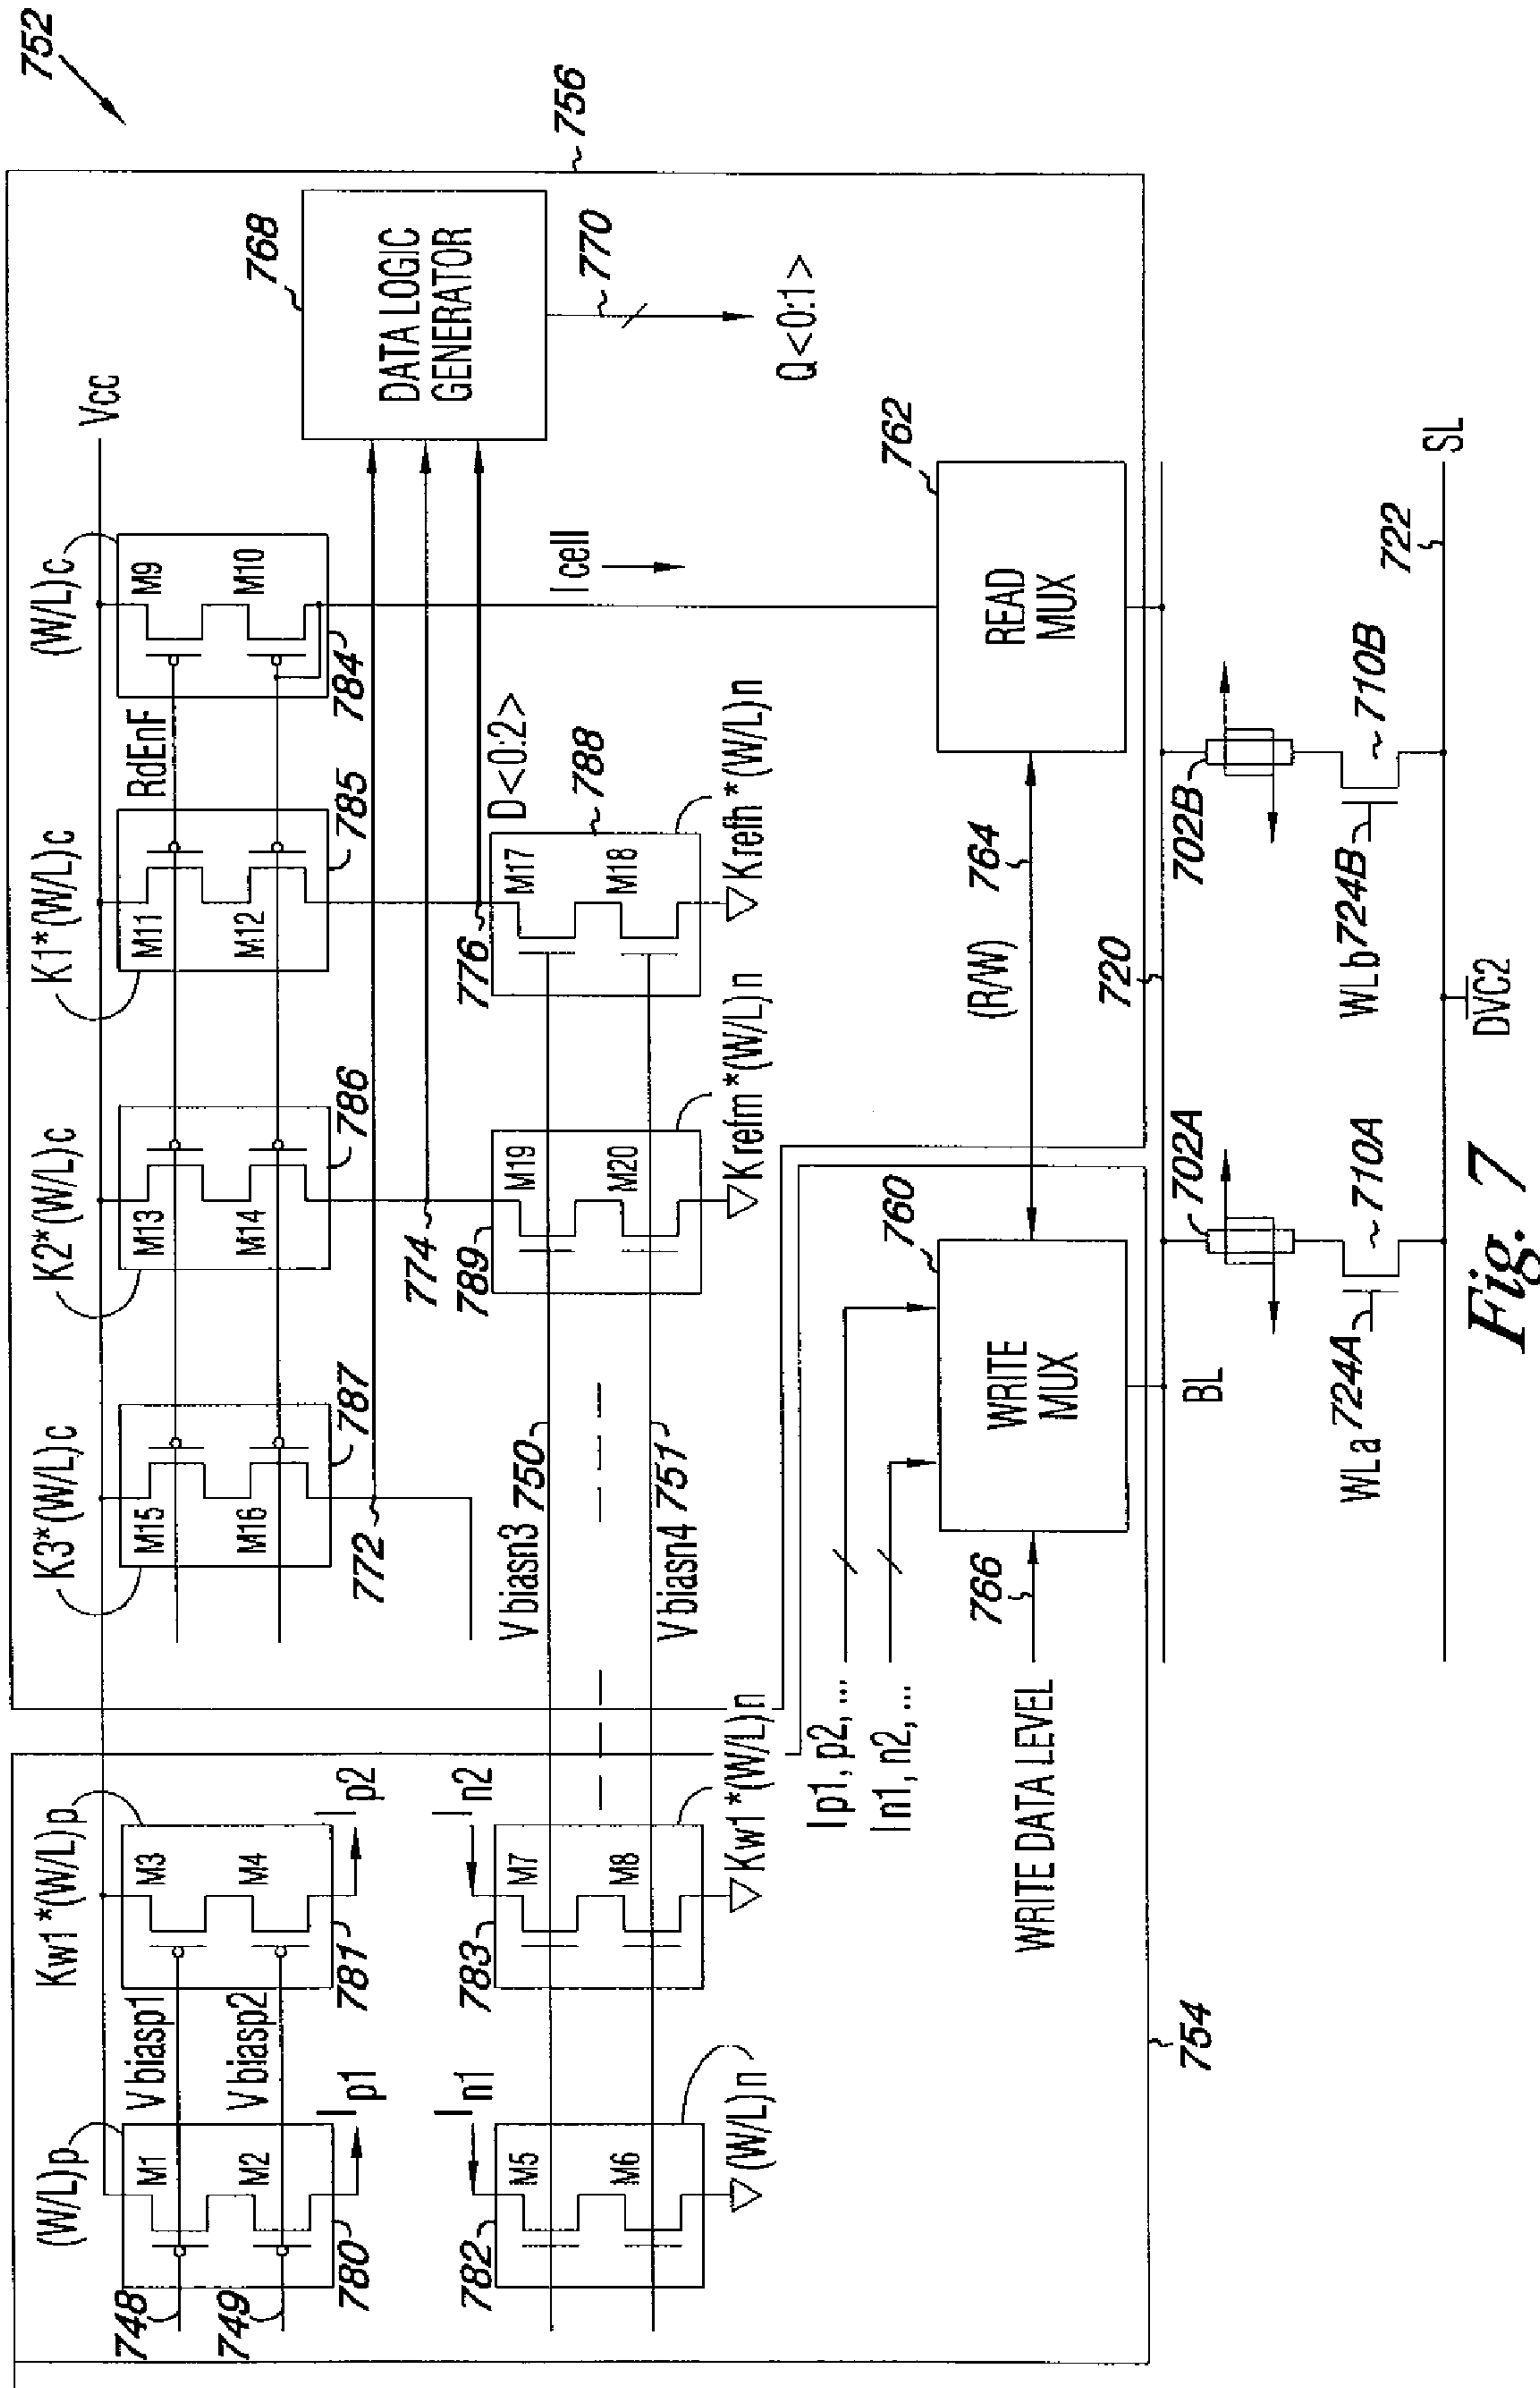 752
(W/L)p
Kw1*(W/L)p
K3*(W/L)c
K2*(W/L)c
K1*(W/L)c
(W/L)c
Vcc
M1
M3
M15
M13
M11
M9
748
Vbiasp1
RdEnF
M2
M4
M16
M14
M12
M10
749
Vbiasp2
780
781
787
786
785
784
768
DATA LOGIC
GENERATOR
756
Ip1
Ip2
772
774
776
D<0:2>
770
Q<0:1>
In1
In2
782
M5
783
M7
Vbiasn3
750
789
M19
M17
788
Icell
M6
M8
Vbiasn4
751
M20
M18
(W/L)n
Kw1*(W/L)n
Krefm*(W/L)n
Krefh*(W/L)n
Ip1, p2, ...
In1, n2, ...
760
762
WRITE DATA LEVEL
766
WRITE
MUX
(R/W)
764
READ
MUX
754
BL
720
702A
702B
WLa
724A
710A
WLb
724B
710B
722
SL
DVC2
Fig. 7